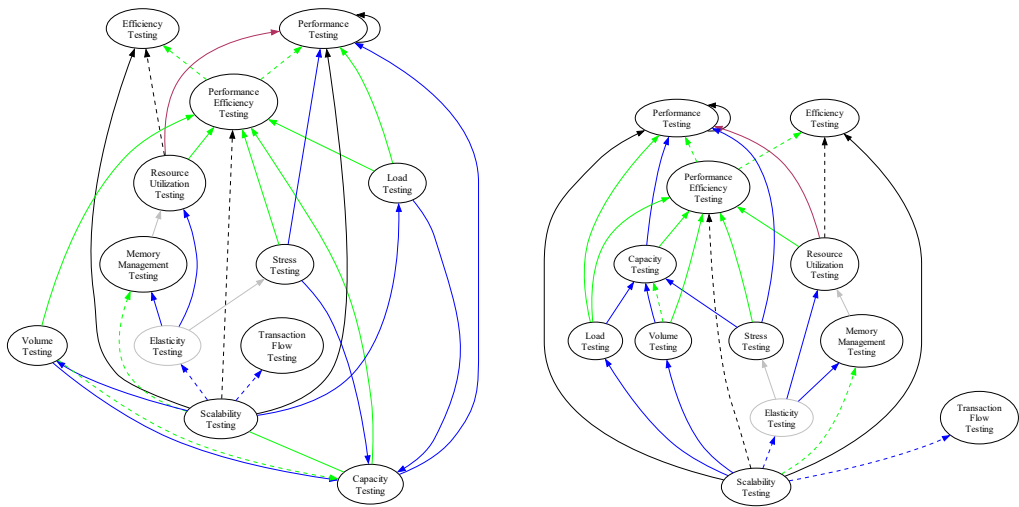 Efficiency
Testing
Performance
Testing
Performance
Efficiency
Testing
Resource
Utilization
Testing
Load
Testing
Memory
Management
Testing
Stress
Testing
Volume
Testing
Elasticity
Testing
Transaction
Flow
Testing
Scalability
Testing
Capacity
Testing
Performance
Testing
Efficiency
Testing
Performance
Efficiency
Testing
Capacity
Testing
Resource
Utilization
Testing
Load
Testing
Volume
Testing
Stress
Testing
Memory
Management
Testing
Elasticity
Testing
Transaction
Flow
Testing
Scalability
Testing